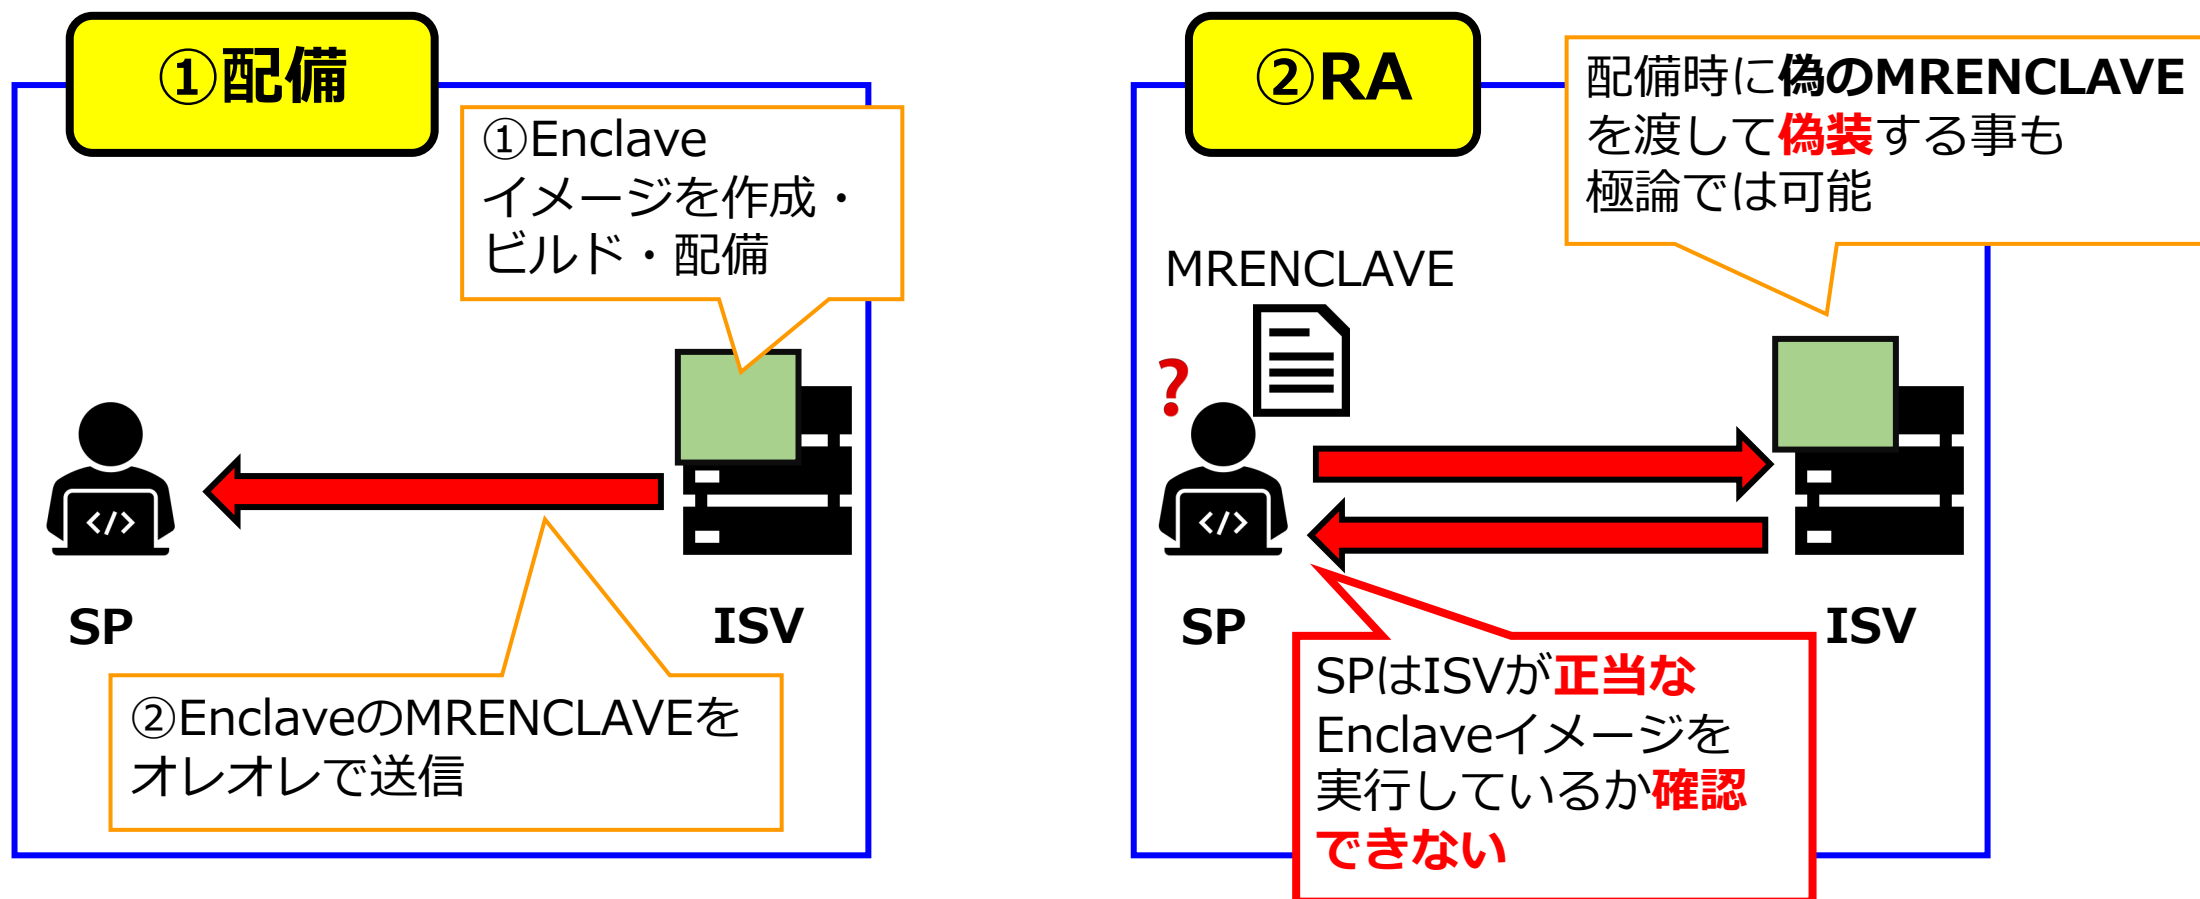 ①配備
①Enclave
イメージを作成・
ビルド・配備
</>
SP
ISV
②EnclaveのMRENCLAVEを
オレオレで送信
②RA
配備時に偽のMRENCLAVE
を渡して偽装する事も
極論では可能
MRENCLAVE
?
</>
SP
ISV
SPはISVが正当な
Enclaveイメージを
実行しているか確認
できない